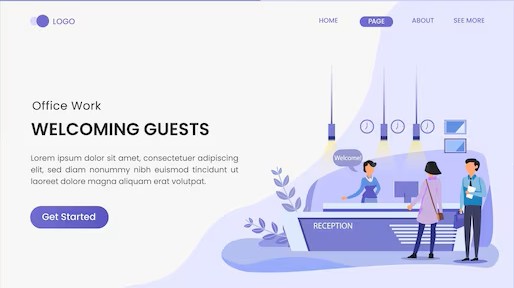 LOGO
HOME
PAGE
ABOUT
SEE MORE
Office Work
WELCOMING GUESTS
Lorem ipsum dolor sit amet, consectetuer adipiscing
elit, sed diam nonummy nibh euismod tincidunt ut
laoreet dolore magna aliquam erat volutpat.
Get Started
Welcome!
RECEPTION